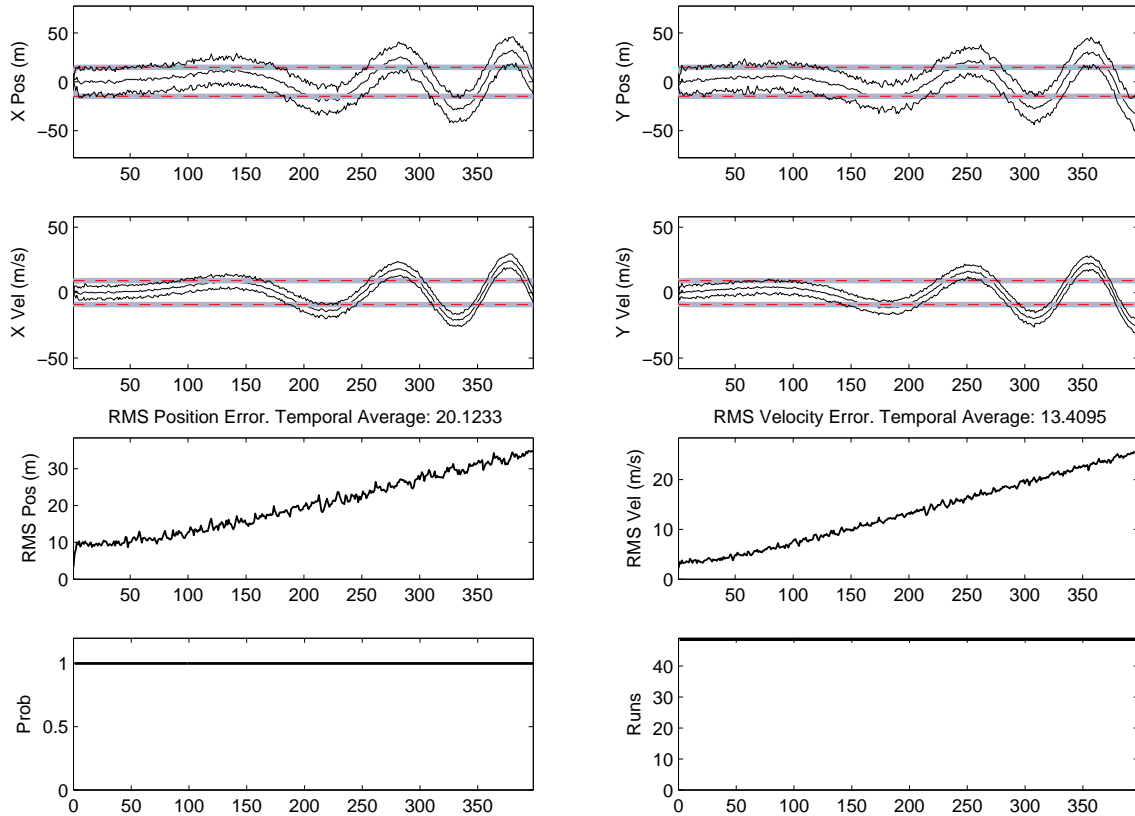 X Pos (m)
50
0
−50
50 100 150 200 250 300 350
Y Pos (m)
50
0
−50
50 100 150 200 250 300 350
X Vel (m/s)
50
0
−50
50 100 150 200 250 300 350
Y Vel (m/s)
50
0
−50
50 100 150 200 250 300 350
RMS Position Error. Temporal Average: 20.1233
RMS Pos (m)
30
20
10
0
50 100 150 200 250 300 350
RMS Velocity Error. Temporal Average: 13.4095
RMS Vel (m/s)
20
10
0
50 100 150 200 250 300 350
Prob
1
0.5
0
0 50 100 150 200 250 300 350
Runs
40
30
20
10
0
0 50 100 150 200 250 300 350